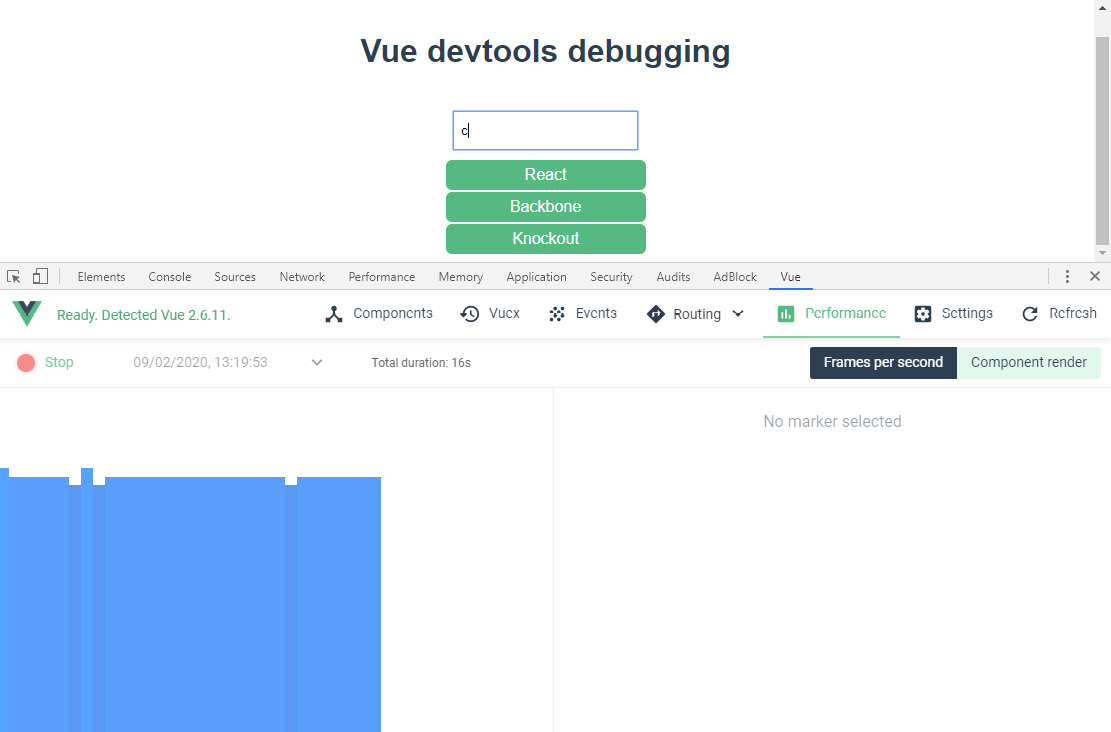 Vue devtools debugging
c
React
Backbone
Knockout
Elements Console Sources Network Performance Memory Application Security Audits AdBlock Vue
Ready. Detected Vue 2.6.11. Components Vuex Events Routing Performance Settings Refresh
Stop 09/02/2020, 13:19:53 Total duration: 16s Frames per second Component render
No marker selected